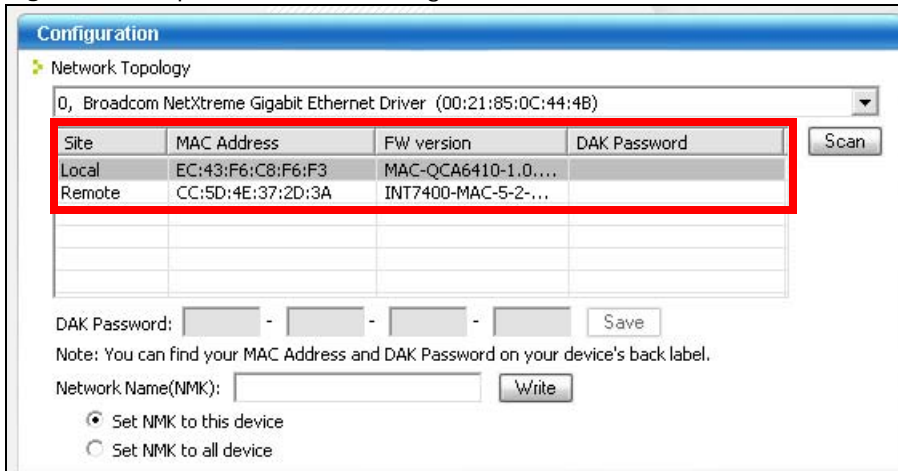 Configuration
Network Topology
0, Broadcom NetXtreme Gigabit Ethernet Driver (00:21:85:0C:44:4B)
Site MAC Address FW version DAK Password Scan
Local EC:43:F6:C8:F6:F3 MAC-QCA6410-1.0....
Remote CC:5D:4E:37:2D:3A INT7400-MAC-5-2-...
DAK Password: - - - Save
Note: You can find your MAC Address and DAK Password on your device's back label.
Network Name(NMK): Write
Set NMK to this device
Set NMK to all device